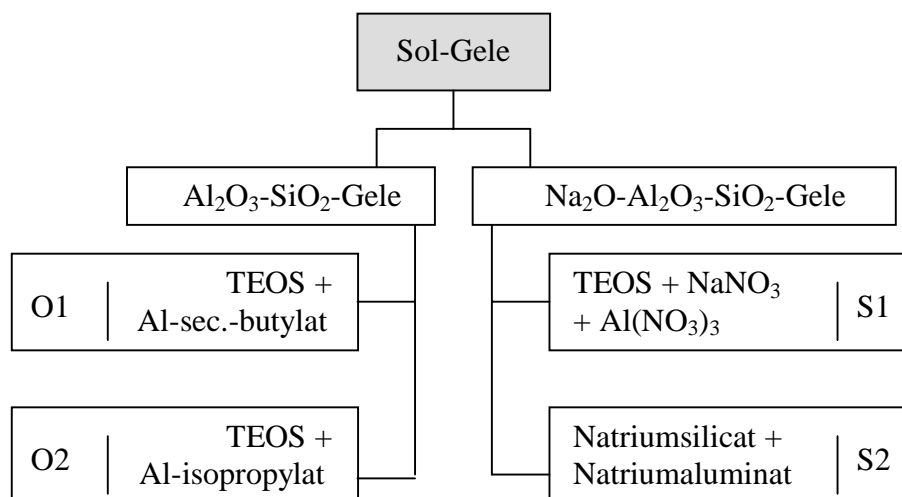 Sol-Gele
Al₂O₃-SiO₂-Gele
Na₂O-Al₂O₃-SiO₂-Gele
O1
TEOS +
Al-sec.-butylat
TEOS + NaNO₃
+ Al(NO₃)₃
S1
O2
TEOS +
Al-isopropylat
Natriumsilicat +
Natriumaluminat
S2